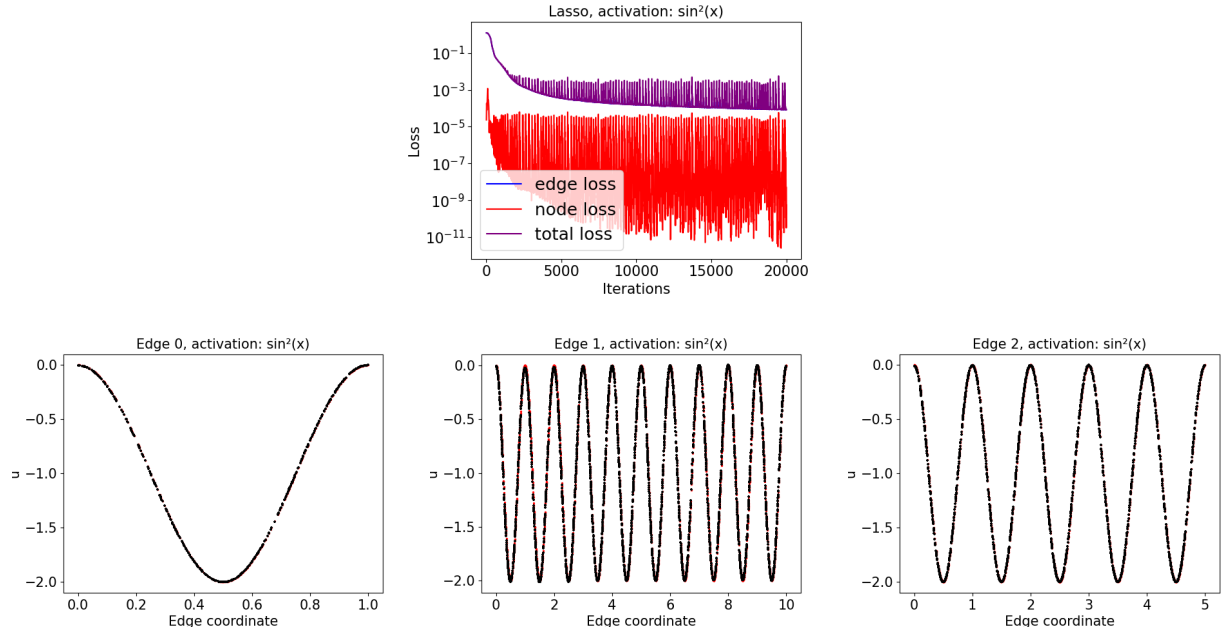 Lasso, activation: sin²(x)
Loss
10⁻¹
10⁻³
10⁻⁵
10⁻⁷
10⁻⁹
10⁻¹¹
edge loss
node loss
total loss
0 5000 10000 15000 20000
Iterations
Edge 0, activation: sin²(x)
u
0.0
−0.5
−1.0
−1.5
−2.0
0.0 0.2 0.4 0.6 0.8 1.0
Edge coordinate
Edge 1, activation: sin²(x)
u
0.0
−0.5
−1.0
−1.5
−2.0
0 2 4 6 8 10
Edge coordinate
Edge 2, activation: sin²(x)
u
0.0
−0.5
−1.0
−1.5
−2.0
0 1 2 3 4 5
Edge coordinate